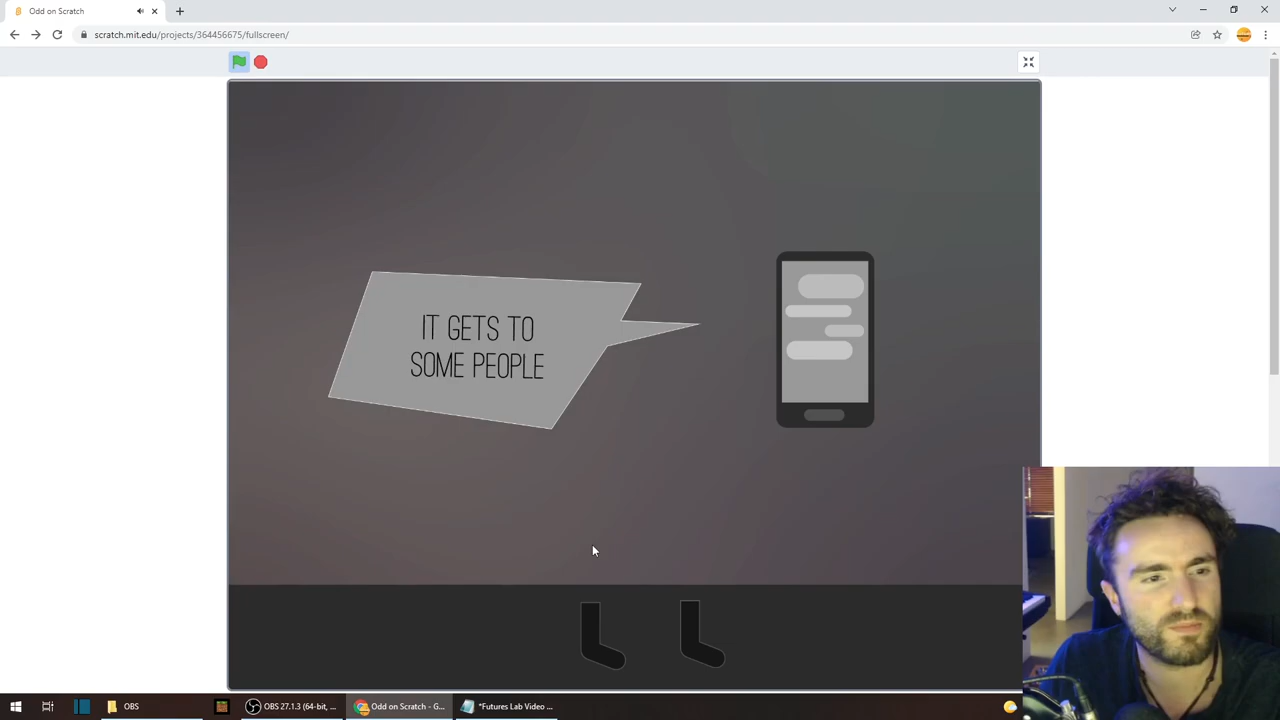 Odd on Scratch
scratch.mit.edu/projects/364456675/fullscreen/
IT GETS TO
SOME PEOPLE
OBS
OBS 27.1.3 (64-bit, ...
Odd on Scratch - G...
*Futures Lab Video ...